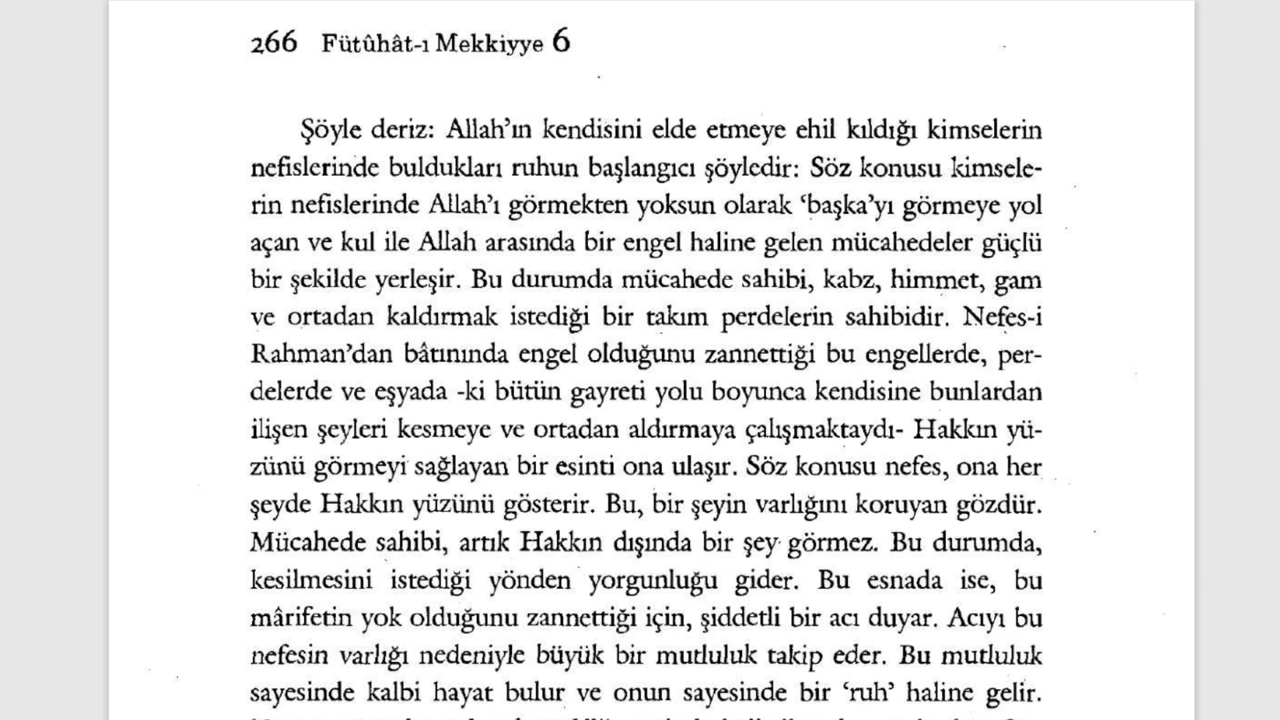 266 Fütûhât-ı Mekkiyye 6
Şöyle deriz: Allah’ın kendisini elde etmeye ehil kıldığı kimselerin
nefislerinde buldukları ruhun başlangıcı şöyledir: Söz konusu kimsele-
rin nefislerinde Allah’ı görmekten yoksun olarak ‘başka’yı görmeye yol
açan ve kul ile Allah arasında bir engel haline gelen mücahedeler güçlü
bir şekilde yerleşir. Bu durumda mücahede sahibi, kabz, himmet, gam
ve ortadan kaldırmak istediği bir takım perdelerin sahibidir. Nefes-i
Rahman’dan bâtınında engel olduğunu zannettiği bu engellerde, per-
delerde ve eşyada -ki bütün gayreti yolu boyunca kendisine bunlardan
ilişen şeyleri kesmeye ve ortadan aldırmaya çalışmaktaydı- Hakkın yü-
zünü görmeyi sağlayan bir esinti ona ulaşır. Söz konusu nefes, ona her
şeyde Hakkın yüzünü gösterir. Bu, bir şeyin varlığını koruyan gözdür.
Mücahede sahibi, artık Hakkın dışında bir şey görmez. Bu durumda,
kesilmesini istediği yönden yorgunluğu gider. Bu esnada ise, bu
mârifetin yok olduğunu zannettiği için, şiddetli bir acı duyar. Acıyı bu
nefesin varlığı nedeniyle büyük bir mutluluk takip eder. Bu mutluluk
sayesinde kalbi hayat bulur ve onun sayesinde bir ‘ruh’ haline gelir.